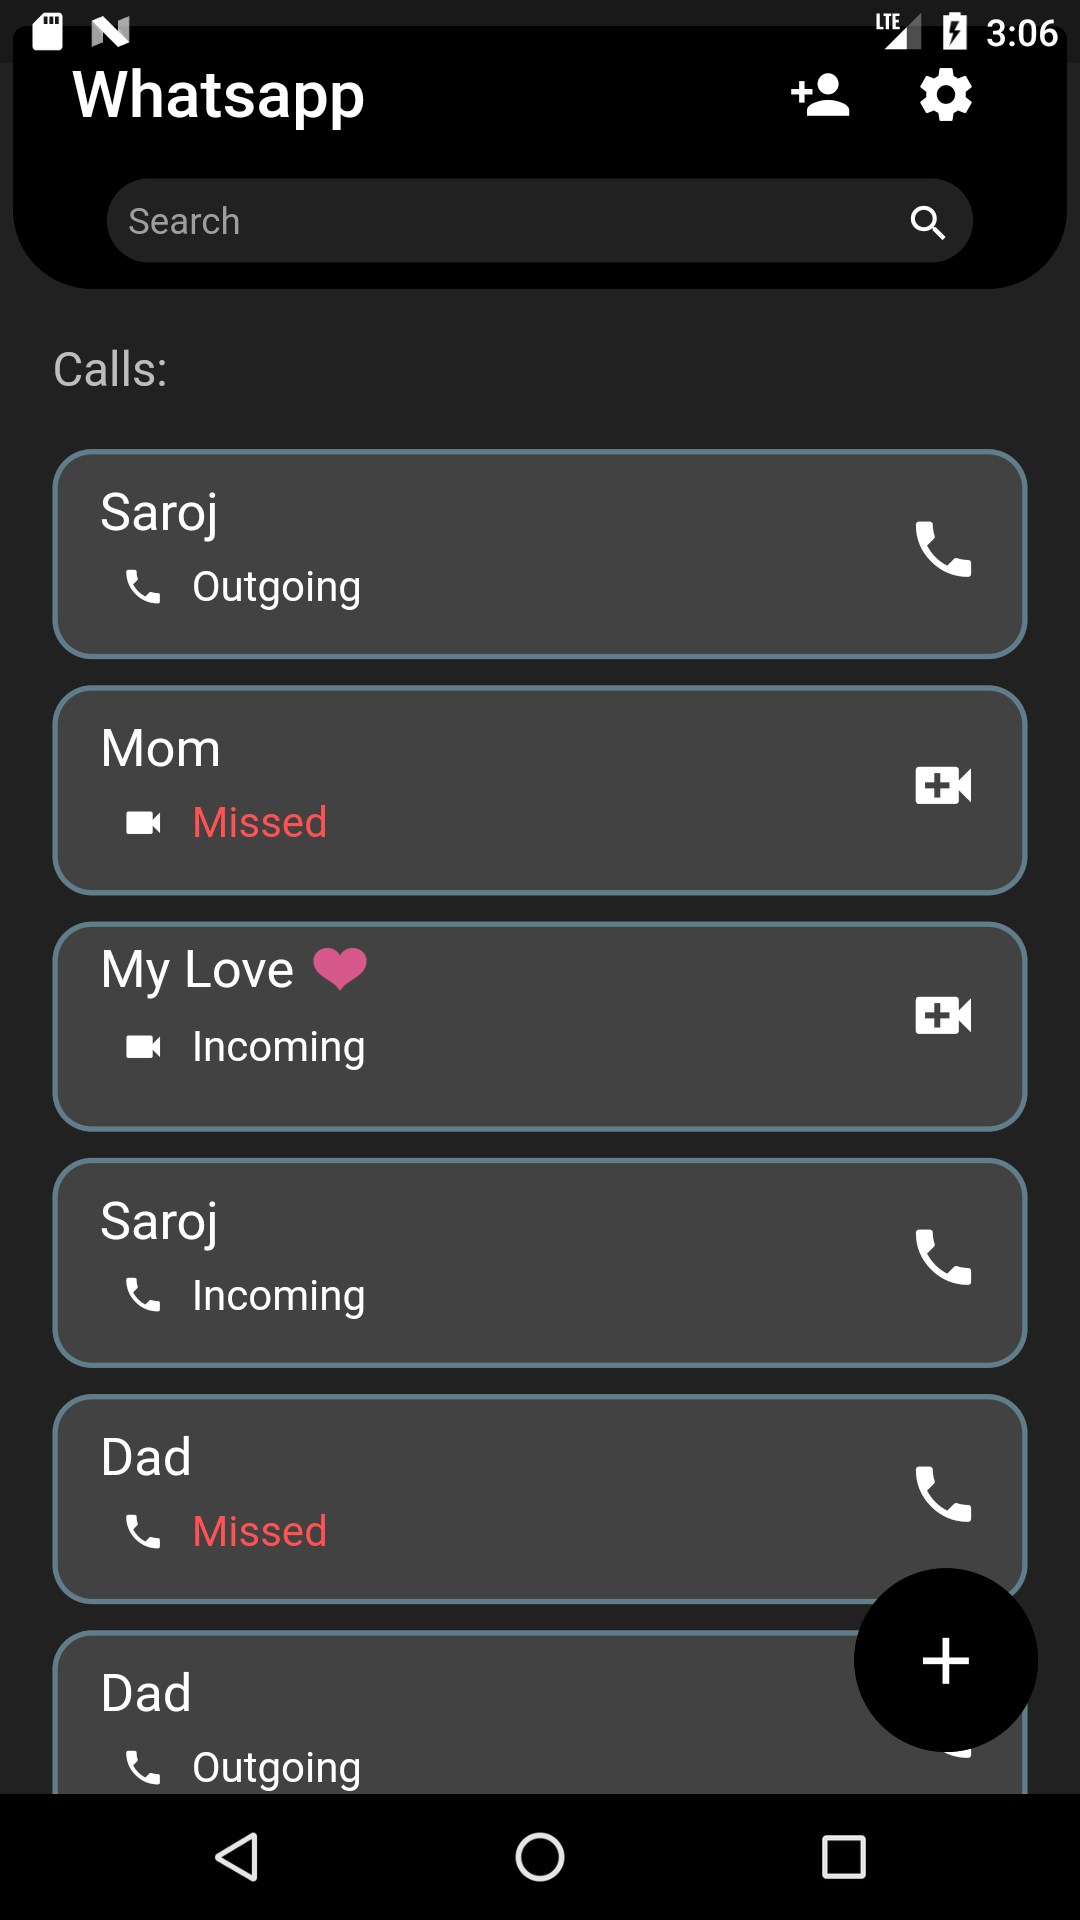 LTE 3:06
Whatsapp
Search
Calls:
Saroj
Outgoing
Mom
Missed
My Love
Incoming
Saroj
Incoming
Dad
Missed
Dad
Outgoing